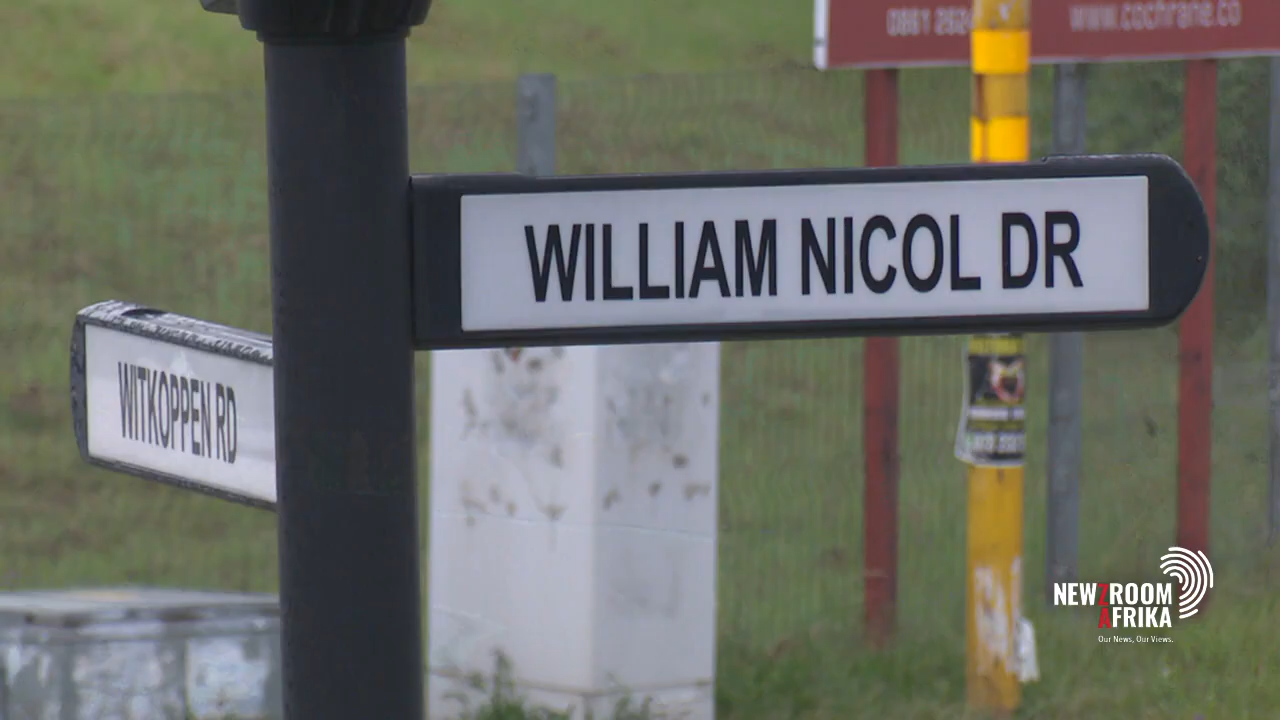 www.cochrane.co
WILLIAM NICOL DR
WITKOPPEN RD
NEWZROOM
AFRIKA
Our News, Our Views.